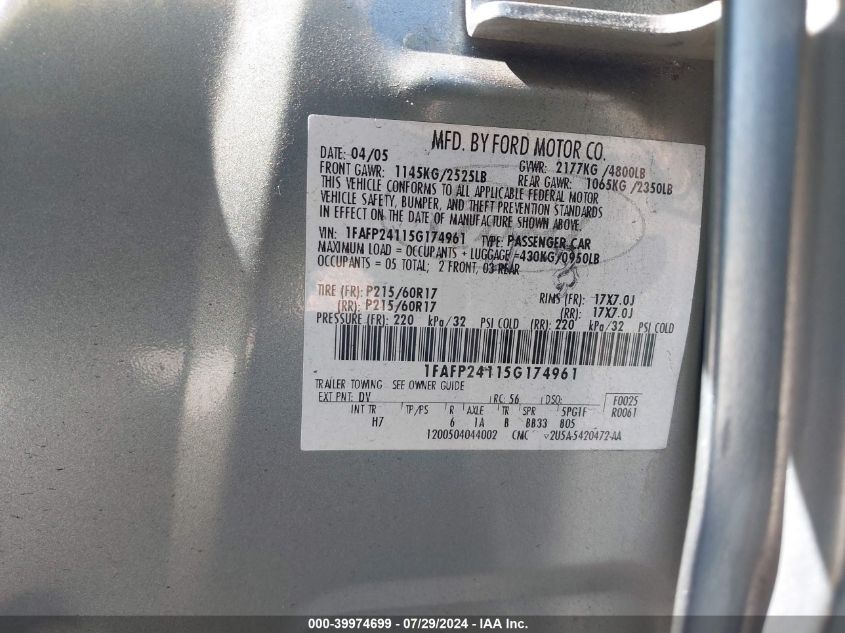 MFD. BY FORD MOTOR CO.
DATE: 04/05 GVWR: 2177KG /4800LB
FRONT GAWR: 1145KG/2525LB REAR GAWR: 1065KG /2350LB
THIS VEHICLE CONFORMS TO ALL APPLICABLE FEDERAL MOTOR
VEHICLE SAFETY, BUMPER, AND THEFT PREVENTION STANDARDS
IN EFFECT ON THE DATE OF MANUFACTURE SHOWN ABOVE.
VIN: 1FAFP24115G174961 TYPE: PASSENGER CAR
MAXIMUM LOAD = OCCUPANTS + LUGGAGE =430KG/0950LB
OCCUPANTS = 05 TOTAL; 2 FRONT, 03 REAR
TIRE (FR): P215/60R17 RIMS (FR): 17X7.0J
(RR): P215/60R17 (RR): 17X7.0J
PRESSURE (FR): 220 kPa/32 PSI COLD (RR): 220 kPa/32 PSI COLD
1FAFP24115G174961
TRAILER TOWING - SEE OWNER GUIDE
EXT PNT: DV RC: 56 DSO: F0025
INT TR TP/PS R AXLE TR SPR 5PG1F R0061
H7 6 1A B BB33 805
1200504044002 CMC v2U5A-5420472-AA
000-39974699 - 07/29/2024 - IAA Inc.